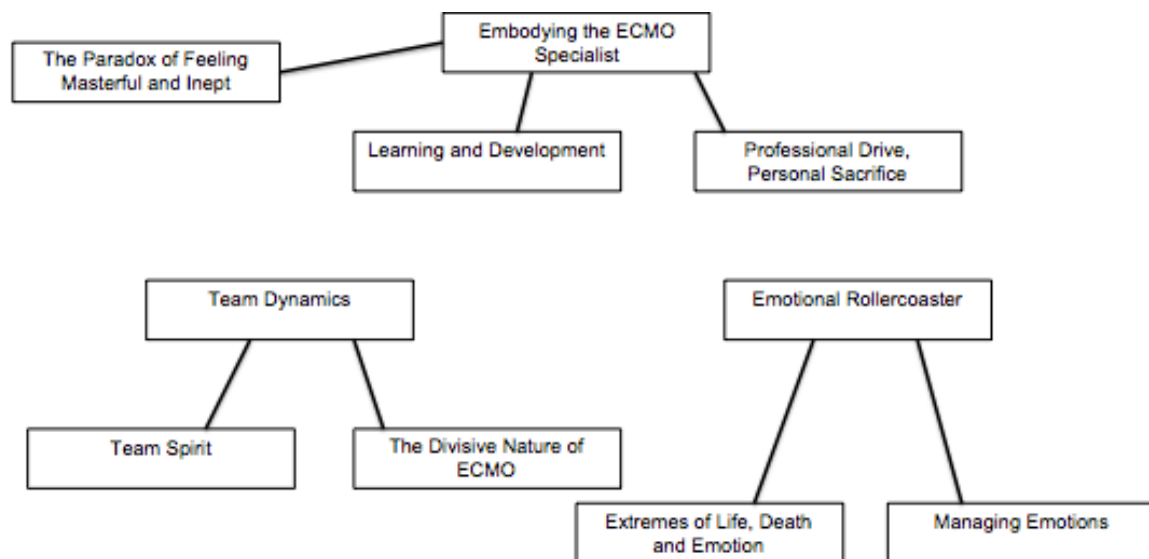 Embodying the ECMO
Specialist
The Paradox of Feeling
Masterful and Inept
Learning and Development
Professional Drive,
Personal Sacrifice
Team Dynamics
Emotional Rollercoaster
Team Spirit
The Divisive Nature of
ECMO
Extremes of Life, Death
and Emotion
Managing Emotions